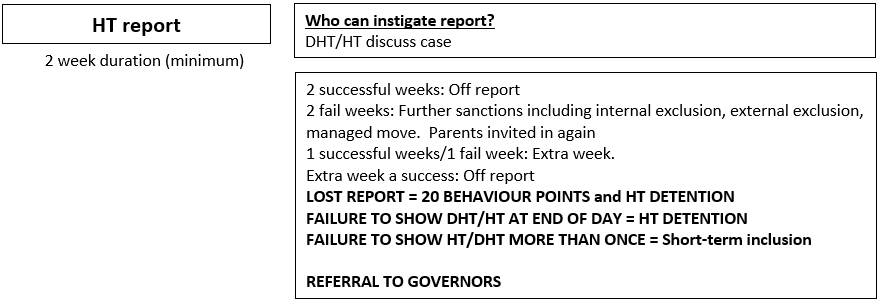 HT report
2 week duration (minimum)
Who can instigate report?
DHT/HT discuss case
2 successful weeks: Off report
2 fail weeks: Further sanctions including internal exclusion, external exclusion,
managed move.  Parents invited in again
1 successful weeks/1 fail week: Extra week.
Extra week a success: Off report
LOST REPORT = 20 BEHAVIOUR POINTS and HT DETENTION
FAILURE TO SHOW DHT/HT AT END OF DAY = HT DETENTION
FAILURE TO SHOW HT/DHT MORE THAN ONCE = Short-term inclusion
REFERRAL TO GOVERNORS